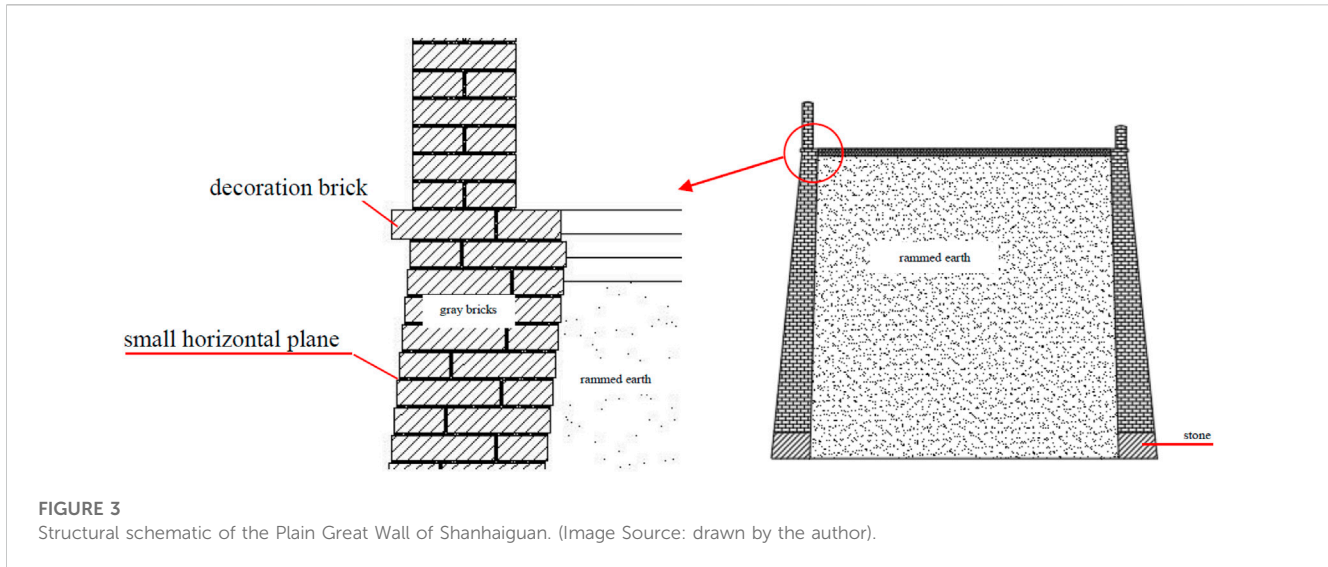 decoration brick
gray bricks
small horizontal plane
rammed earth
rammed earth
stone
FIGURE 3
Structural schematic of the Plain Great Wall of Shanhaiguan. (Image Source: drawn by the author).